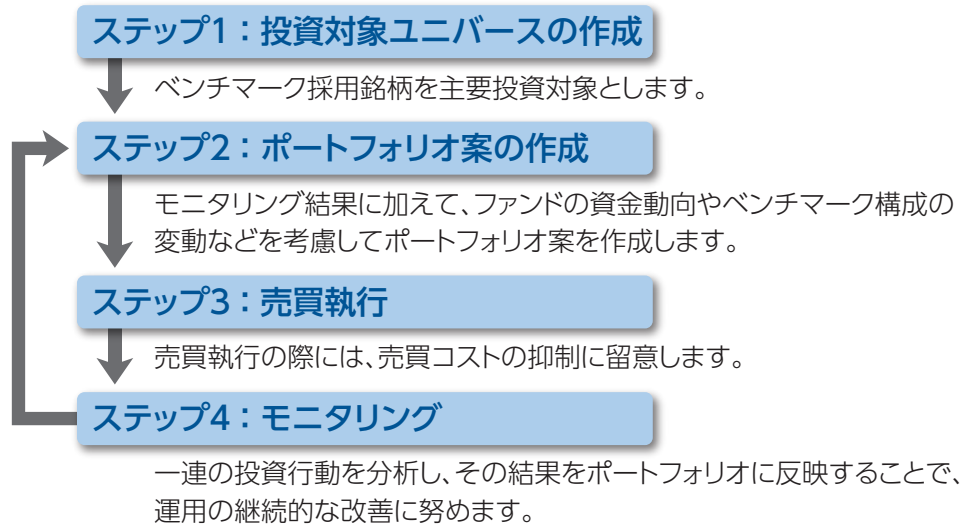 ステップ1：投資対象ユニバースの作成
ベンチマーク採用銘柄を主要投資対象とします。
ステップ2：ポートフォリオ案の作成
モニタリング結果に加えて、ファンドの資金動向やベンチマーク構成の
変動などを考慮してポートフォリオ案を作成します。
ステップ3：売買執行
売買執行の際には、売買コストの抑制に留意します。
ステップ4：モニタリング
一連の投資行動を分析し、その結果をポートフォリオに反映することで、
運用の継続的な改善に努めます。